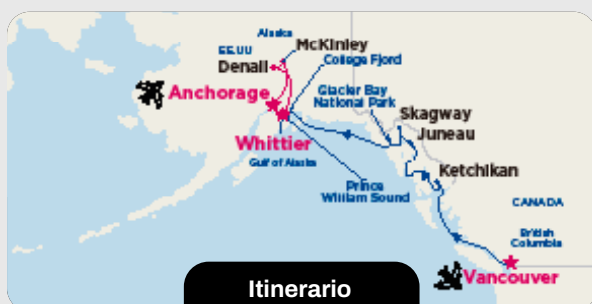 Alaska
McKinley
EE.UU
College Fjord
Denali
Anchorage
Glacier Bay
National Park
Skagway
Juneau
Whittier
Gulf of Alaska
Ketchikan
Prince
William Sound
CANADA
British
Columbia
Vancouver
Itinerario